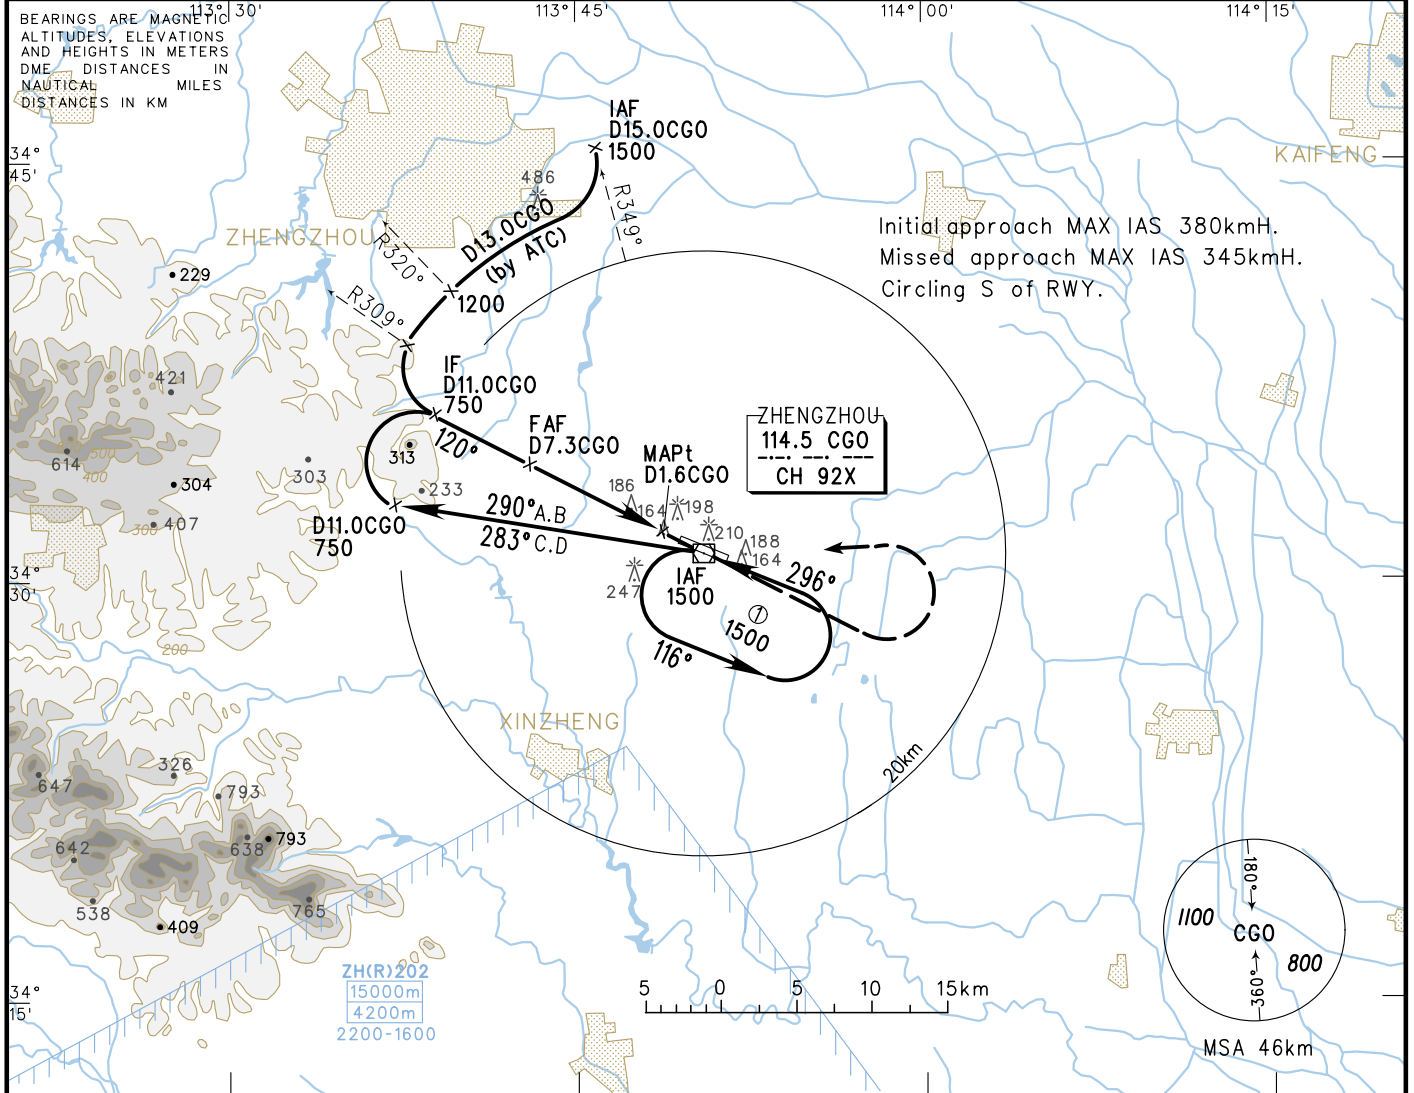 113° 30'
113° 45'
114° 00'
114° 15'
BEARINGS ARE MAGNETIC
ALTITUDES, ELEVATIONS
AND HEIGHTS IN METERS
DME DISTANCES IN
NAUTICAL MILES
DISTANCES IN KM
IAF
D15.0CGO
1500
34°
45'
KAIFENG
486
R349°
D13.0CGO
(by ATC)
ZHENGZHOU
R320°
Initial approach MAX IAS 380kmH.
Missed approach MAX IAS 345kmH.
Circling S of RWY.
229
R309°
1200
IF
D11.0CGO
750
421
FAF
D7.3CGO
120°
ZHENGZHOU
114.5 CGO
CH 92X
MAPt
D1.6CGO
313
614
500
400
303
304
233
186
164
198
290°A.B
283°C.D
D11.0CGO
750
300
407
210
188
164
34°
30'
IAF
1500
296°
247
1
1500
116°
200
XINZHENG
20km
326
647
793
793
638
642
765
538
409
180°
1100
CGO
800
360°
MSA 46km
ZH(R)202
15000m
4200m
2200-1600
5 0 5 10 15km
34°
15'